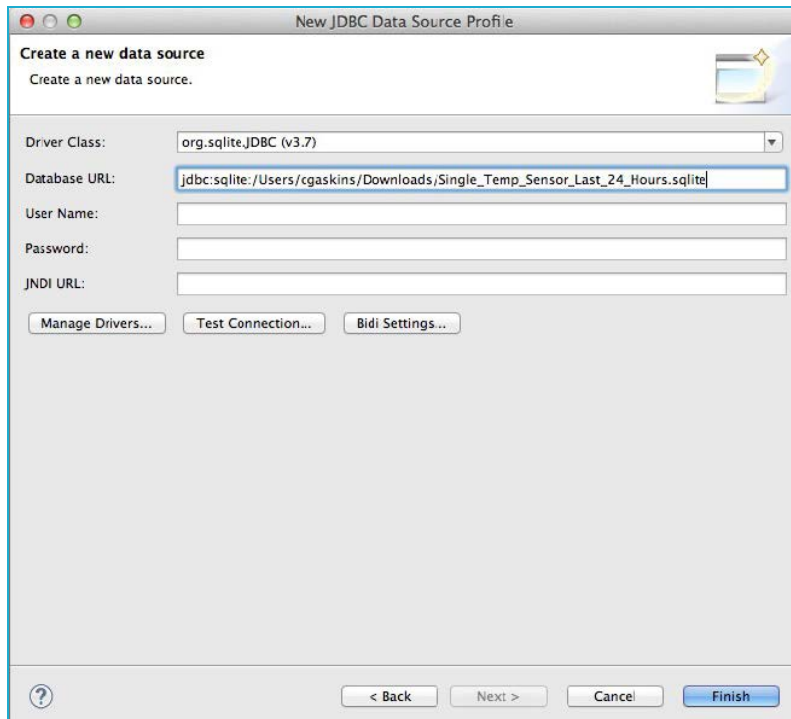 New JDBC Data Source Profile
Create a new data source
Create a new data source.
Driver Class: org.sqlite.JDBC (v3.7)
Database URL: jdbc:sqlite:/Users/cgaskins/Downloads/Single_Temp_Sensor_Last_24_Hours.sqlite
User Name:
Password:
JNDI URL:
Manage Drivers... Test Connection... Bidi Settings...
? < Back Next > Cancel Finish